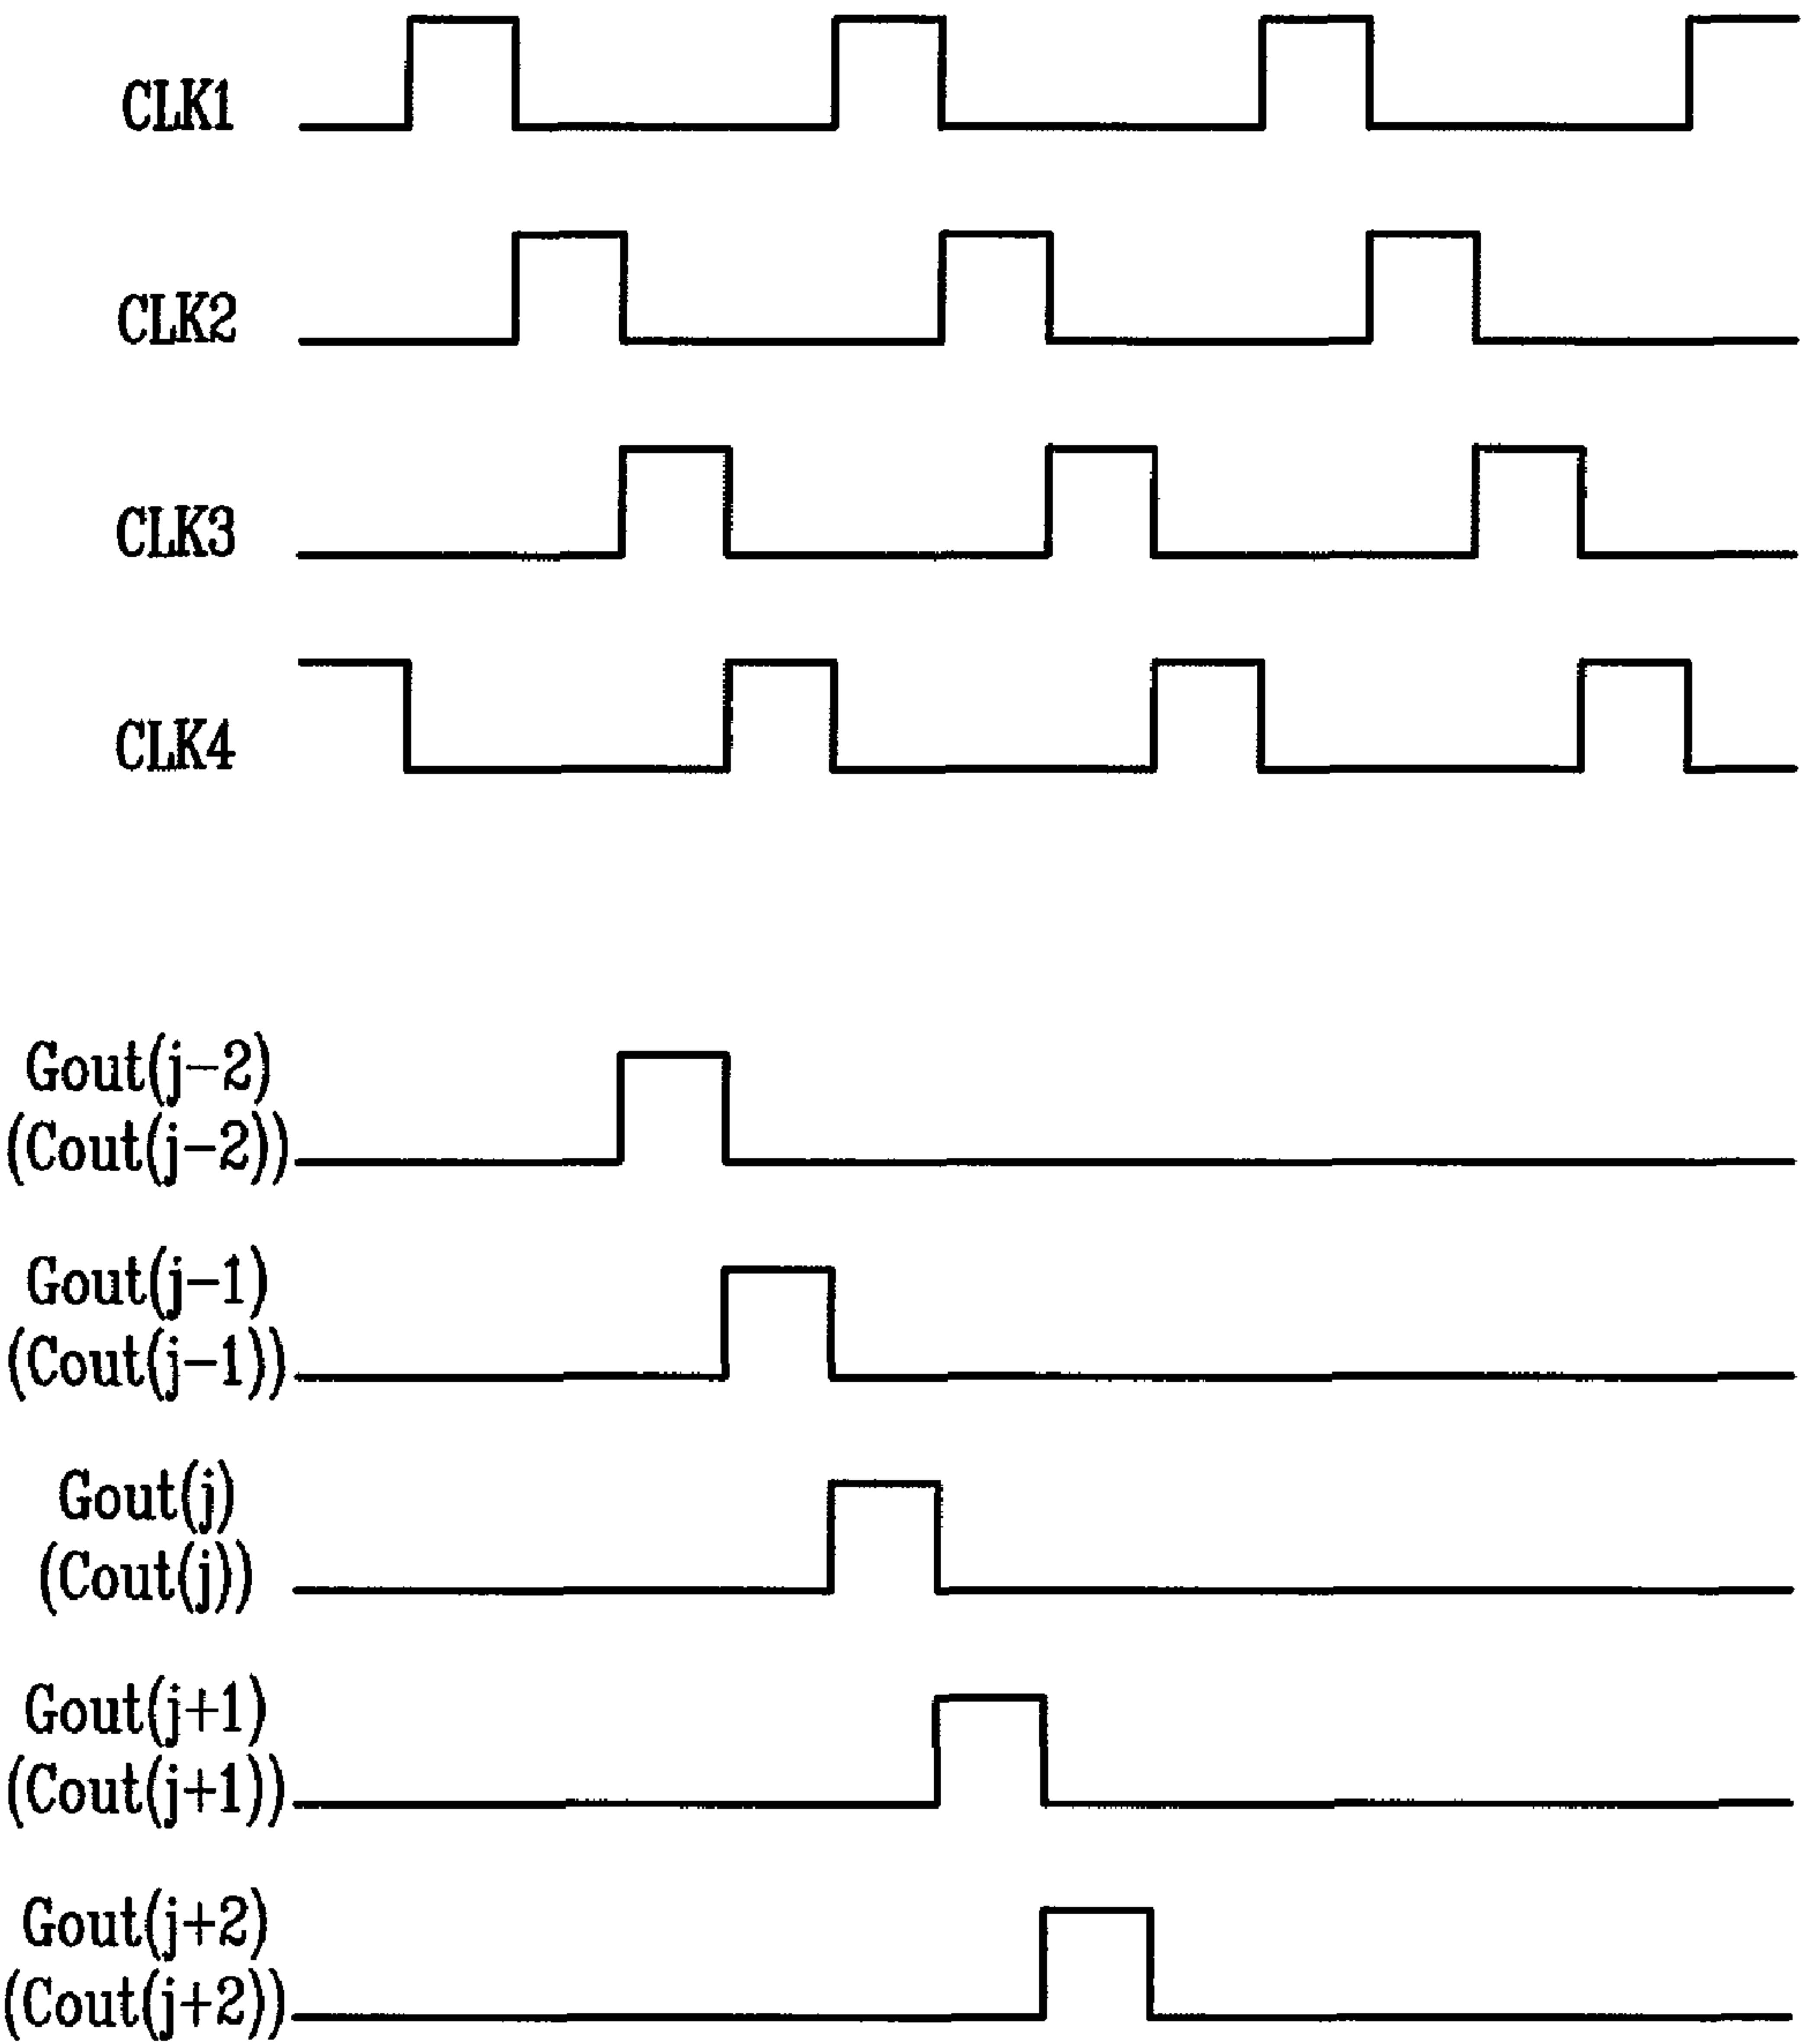 CLK1
CLK2
CLK3
CLK4
Gout(j-2)
(Cout(j-2))
Gout(j-1)
(Cout(j-1))
Gout(j)
(Cout(j))
Gout(j+1)
(Cout(j+1))
Gout(j+2)
(Cout(j+2))